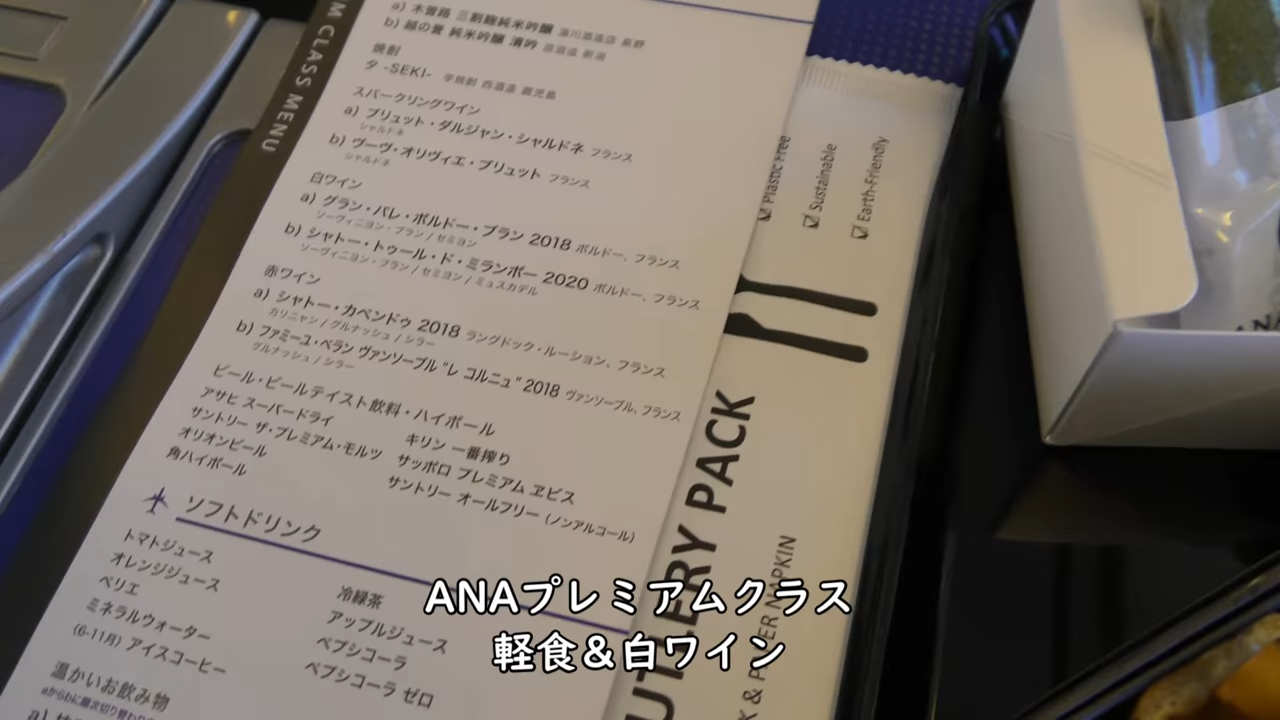 M CLASS MENU
a) 木曽路 三割麹純米吟醸 湯川酒造店 長野
b) 越の誉 純米吟醸 濱吟 原酒造 新潟
焼酎
夕 -SEKI- 芋焼酎 西酒造 鹿児島
スパークリングワイン
a) ブリュット・ダルジャン・シャルドネ フランス
シャルドネ
b) ヴーヴ・オリヴィエ・ブリュット フランス
シャルドネ
白ワイン
a) グラン・バレ・ボルドー・ブラン 2018 ボルドー、フランス
ソーヴィニヨン・ブラン / セミヨン
b) シャトー・トゥール・ド・ミランボー 2020 ボルドー、フランス
ソーヴィニヨン・ブラン / セミヨン / ミュスカデル
赤ワイン
a) シャトー・カペンドゥ 2018 ラングドック・ルーション、フランス
カリニャン / グルナッシュ / シラー
b) ファミーユ・ペラン ヴァンソーブル "レ コルニュ" 2018 ヴァンソーブル、フランス
グルナッシュ / シラー
ビール・ビールテイスト飲料・ハイボール
アサヒ スーパードライ
サントリー ザ・プレミアム・モルツ
オリオンビール
角ハイボール
キリン 一番搾り
サッポロ プレミアム ヱビス
サントリー オールフリー (ノンアルコール)
ソフトドリンク
トマトジュース
オレンジジュース
ペリエ
ミネラルウォーター
(6-11月) アイスコーヒー
冷緑茶
アップルジュース
ペプシコーラ
ペプシコーラ ゼロ
温かいお飲み物
aからbに順次切り替わり
a)
Plastic Free
Sustainable
Earth-Friendly
UTLERY PACK
K & P ER NAPKIN
ANAプレミアムクラス
軽食&白ワイン